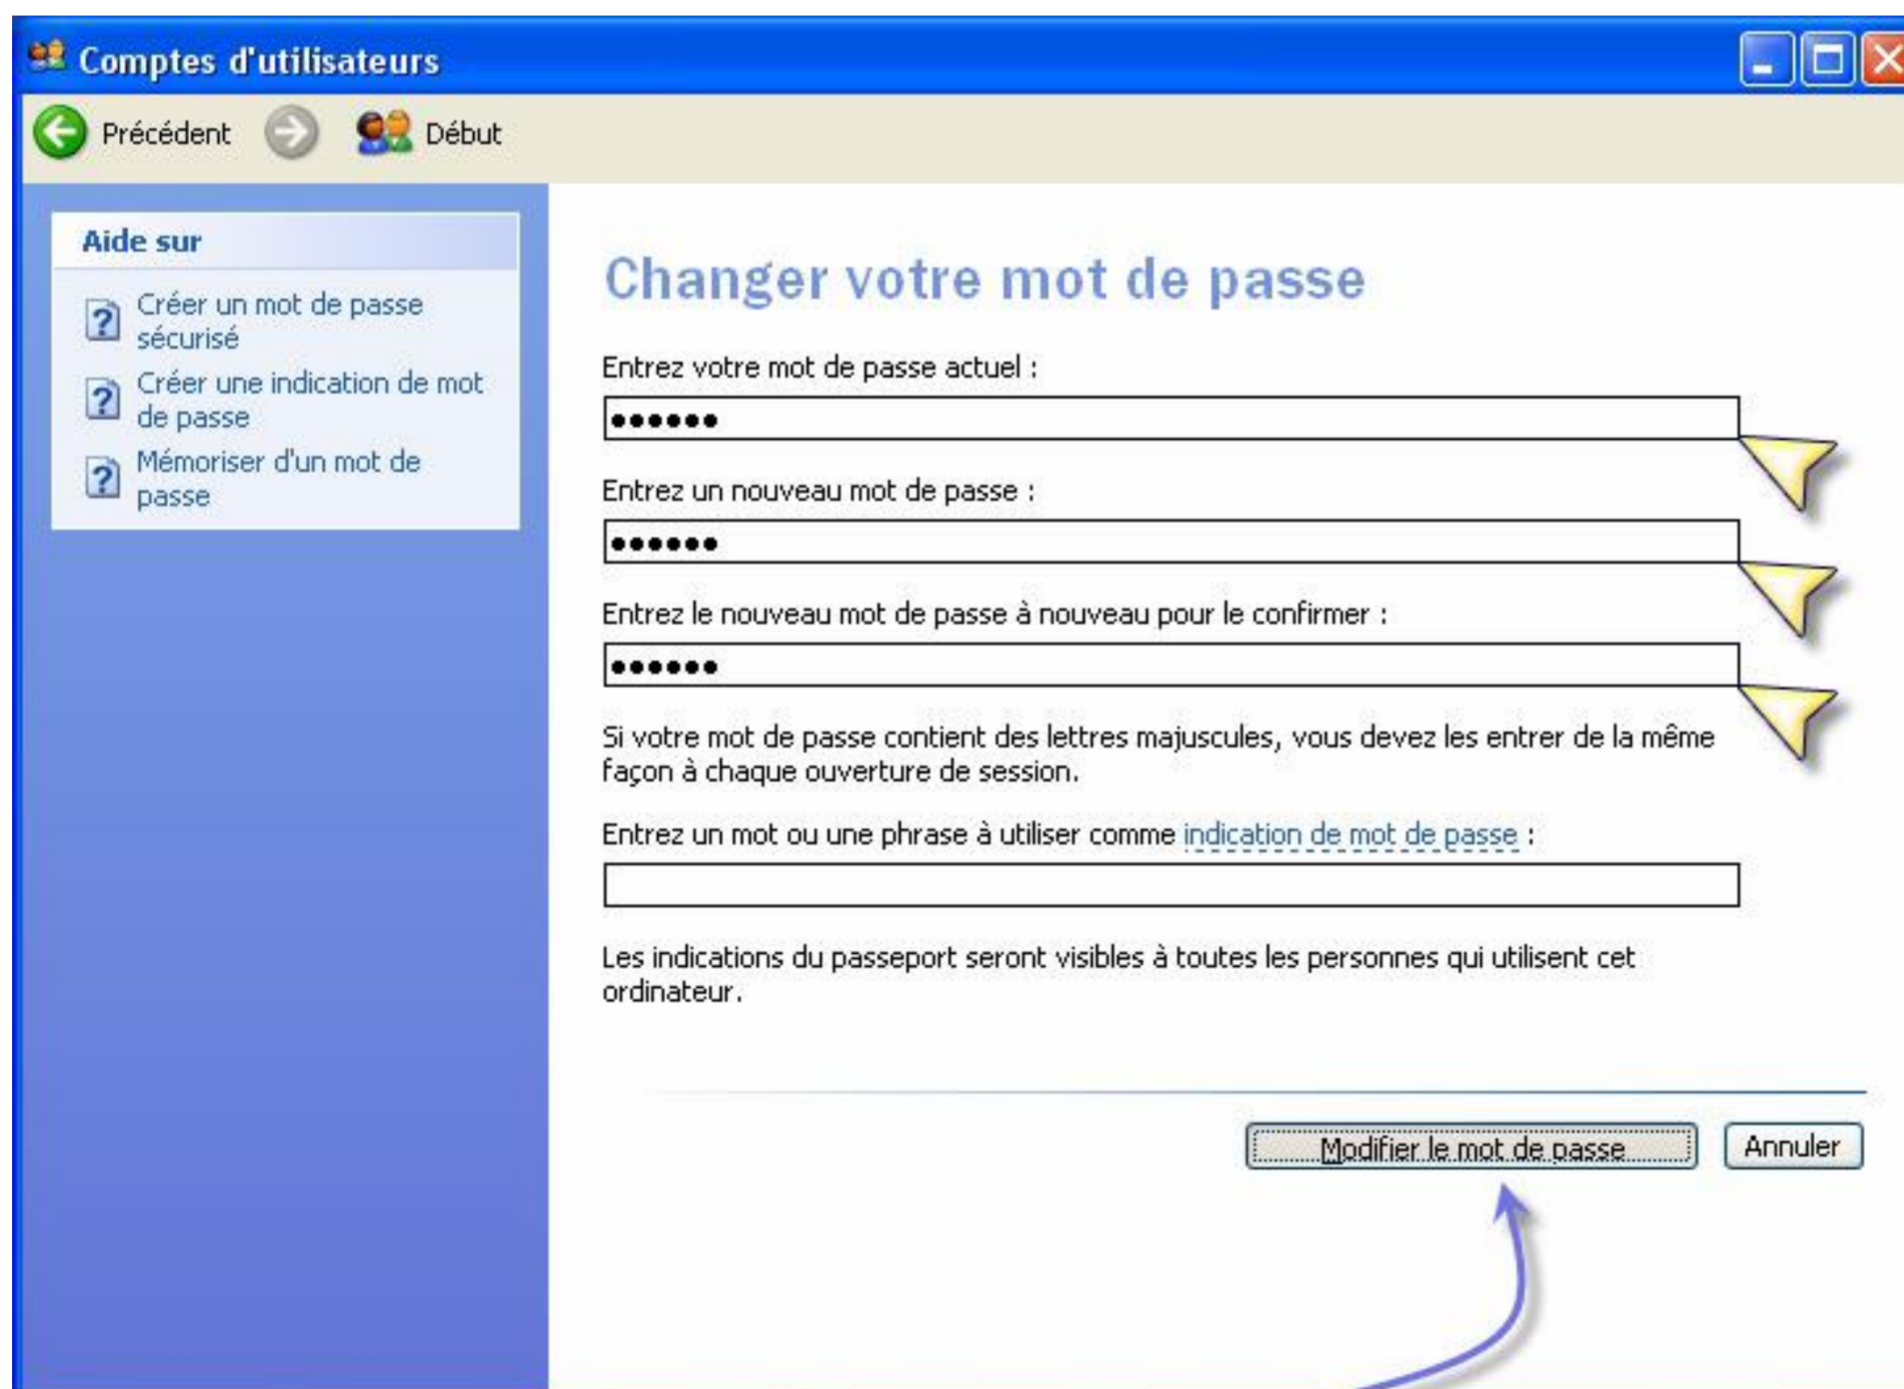 Comptes d'utilisateurs
Précédent
Début
Aide sur
Créer un mot de passe
sécurisé
Créer une indication de mot
de passe
Mémoriser d'un mot de
passe
Changer votre mot de passe
Entrez votre mot de passe actuel :
●●●●●●
Entrez un nouveau mot de passe :
●●●●●●
Entrez le nouveau mot de passe à nouveau pour le confirmer :
●●●●●●
Si votre mot de passe contient des lettres majuscules, vous devez les entrer de la même
façon à chaque ouverture de session.
Entrez un mot ou une phrase à utiliser comme indication de mot de passe :
Les indications du passeport seront visibles à toutes les personnes qui utilisent cet
ordinateur.
Modifier le mot de passe
Annuler